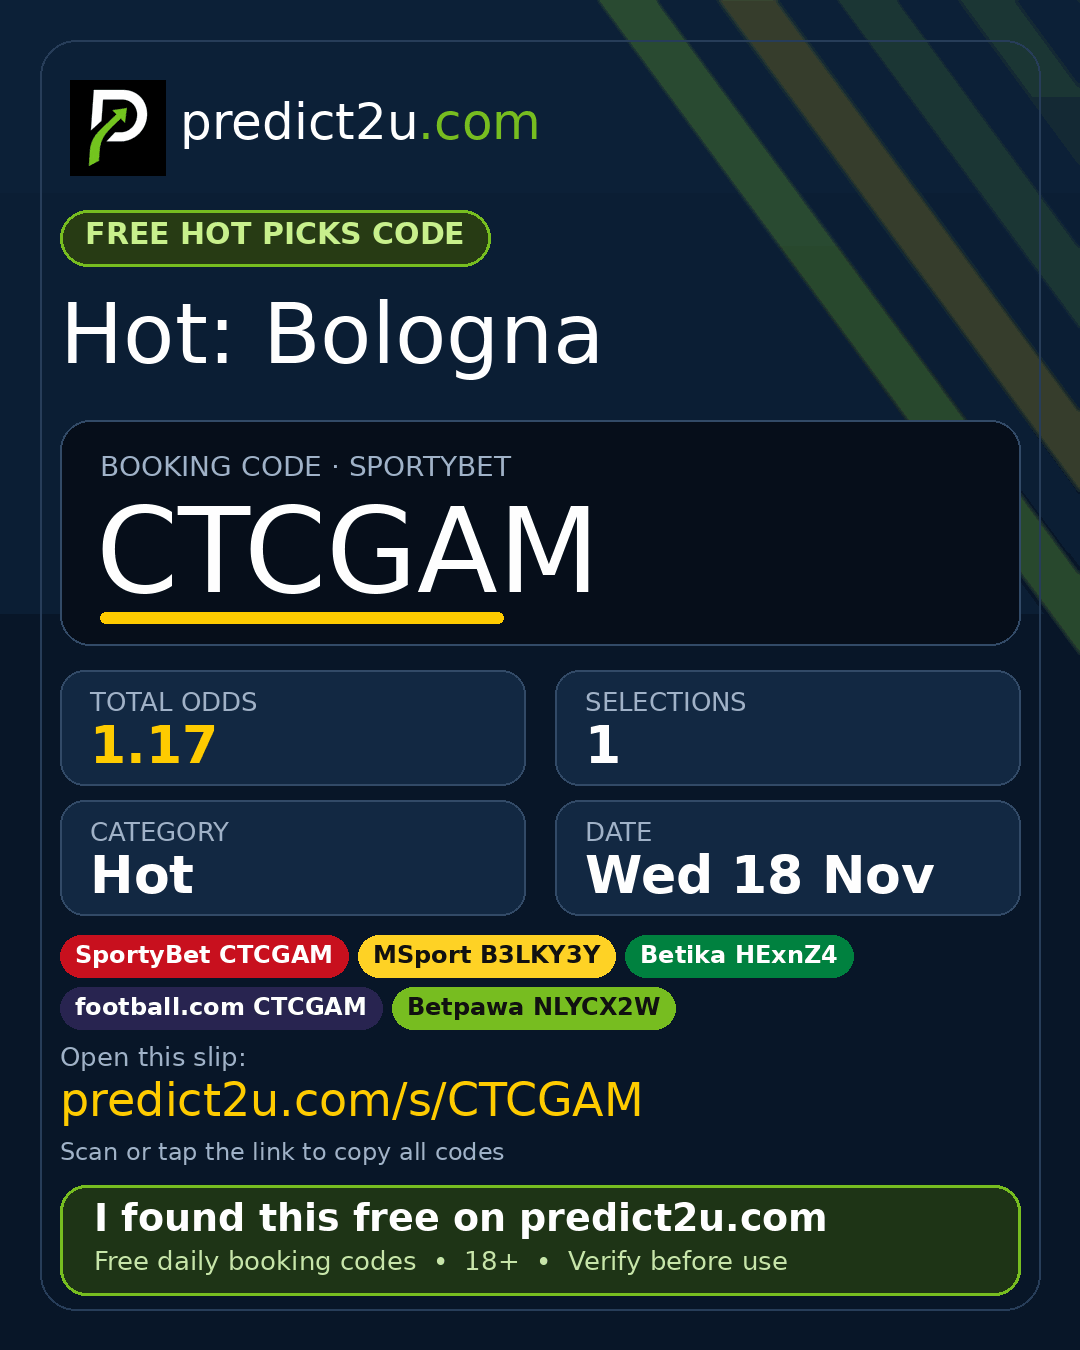 predict2u.com
FREE HOT PICKS CODE
Hot: Bologna
BOOKING CODE · SPORTYBET
CTCGAM
TOTAL ODDS
1.17
SELECTIONS
1
CATEGORY
Hot
DATE
Wed 18 Nov
SportyBet CTCGAM
MSport B3LKY3Y
Betika HExnZ4
football.com CTCGAM
Betpawa NLYCX2W
Open this slip:
predict2u.com/s/CTCGAM
Scan or tap the link to copy all codes
I found this free on predict2u.com
Free daily booking codes • 18+ • Verify before use